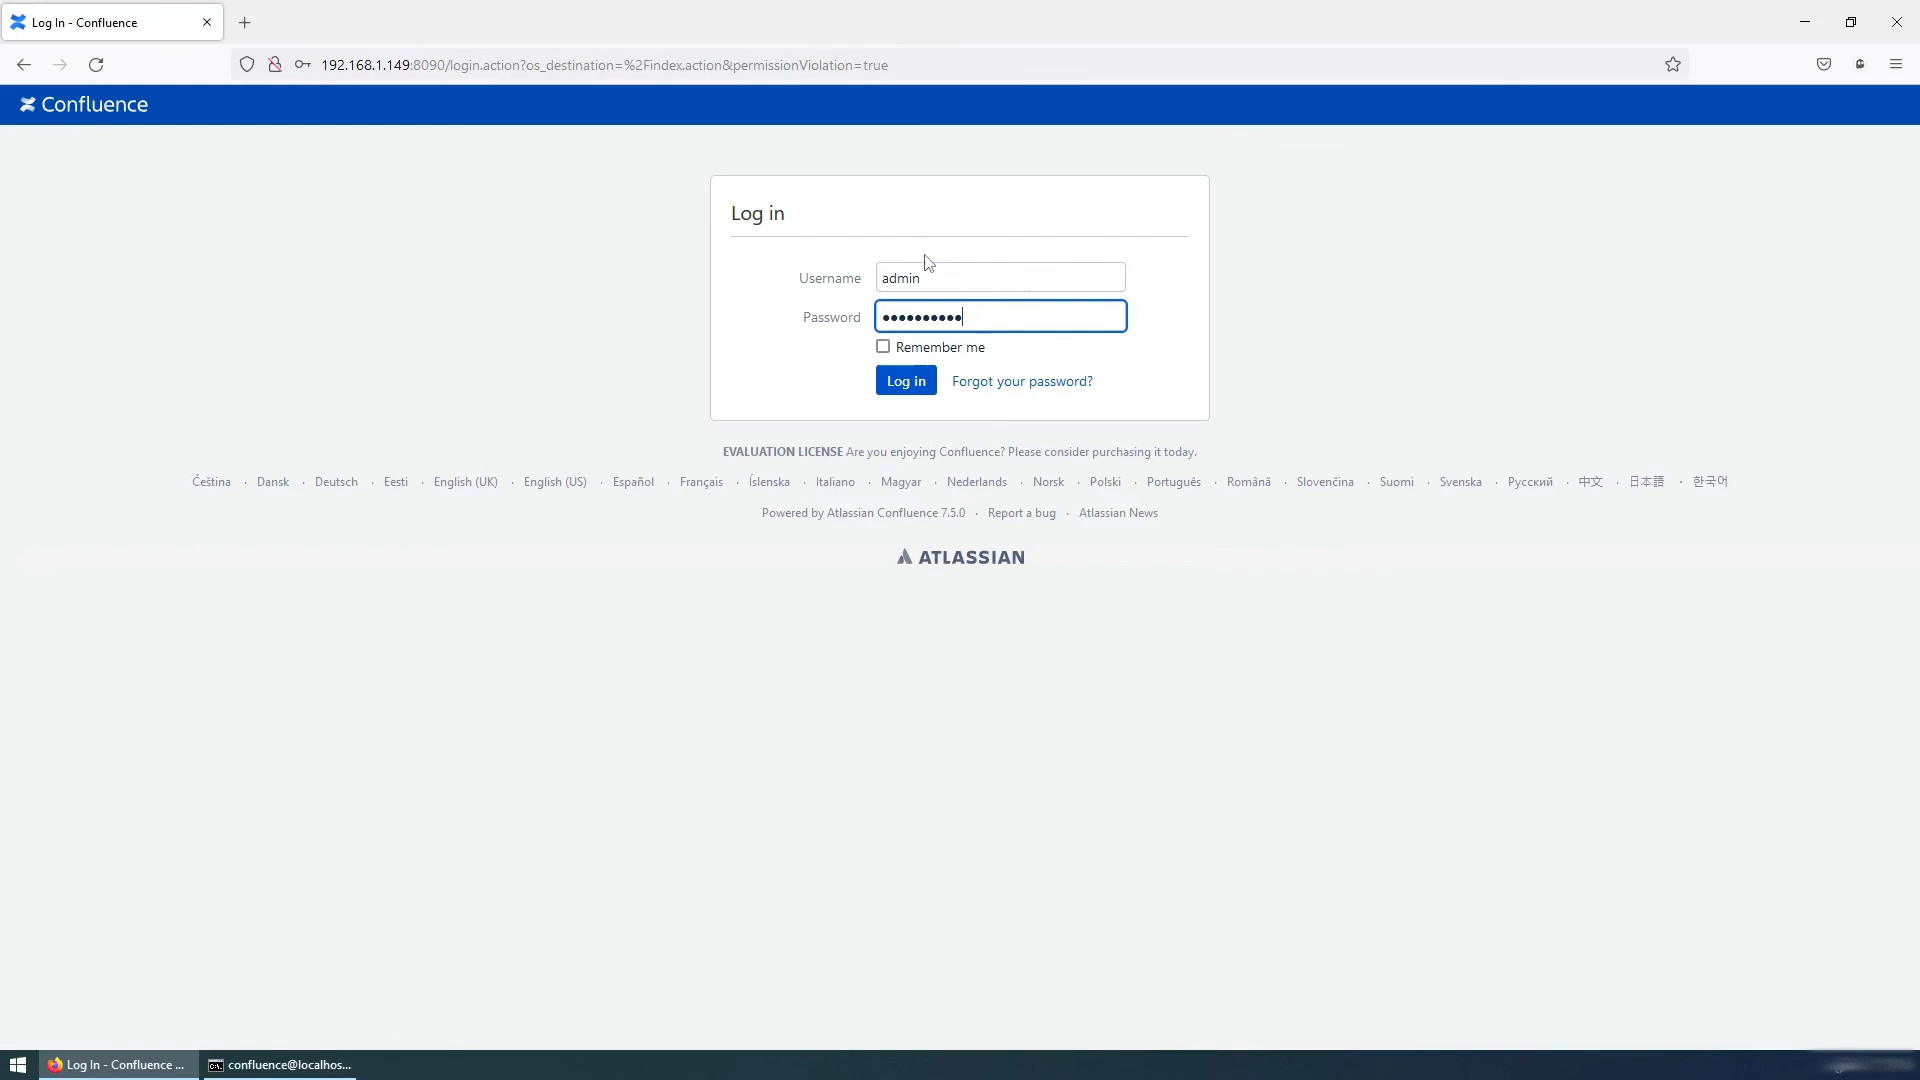 Log In - Confluence
192.168.1.149:8090/login.action?os_destination=%2Findex.action&permissionViolation=true
Confluence
Log in
Username admin
Password ••••••••••
Remember me
Log in Forgot your password?
EVALUATION LICENSE Are you enjoying Confluence? Please consider purchasing it today.
Čeština · Dansk · Deutsch · Eesti · English (UK) · English (US) · Español · Français · Íslenska · Italiano · Magyar · Nederlands · Norsk · Polski · Português · Română · Slovenčina · Suomi · Svenska · Русский · 中文 · 日本語 · 한국어
Powered by Atlassian Confluence 7.5.0 · Report a bug · Atlassian News
ATLASSIAN
Log In - Confluence ... confluence@localhos...